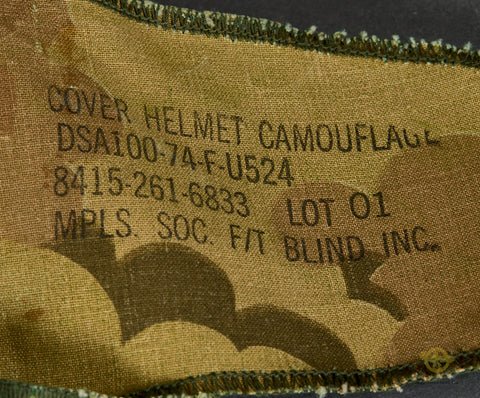 COVER HELMET CAMOUFLAGE
DSA100-74-F-U524
8415-261-6833 LOT 01
MPLS. SOC. F/T BLIND INC.